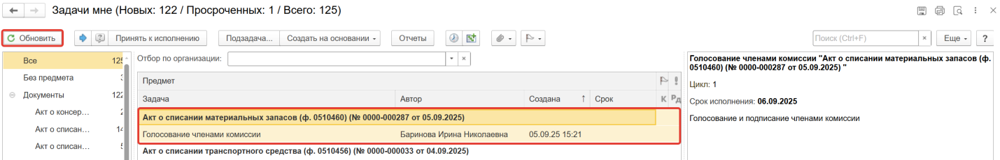 Задачи мне (Новых: 122 / Просроченных: 1 / Всего: 125)
Обновить Принять к исполнению Подзадача... Создать на основании Отчеты Поиск (Ctrl+F) × Еще ?
Все 125
Без предмета
Документы 122
Акт о консер...
Акт о списан... 14
Акт о списан...
Отбор по организации:
Предмет
Задача Автор Создана ↑ Срок К Рд
Акт о списании материальных запасов (ф. 0510460) (№ 0000-000287 от 05.09.2025)
Голосование членами комиссии Баринова Ирина Николаевна 05.09.25 15:21
Акт о списании транспортного средства (ф. 0510456) (№ 0000-000033 от 04.09.2025)
Голосование членами комиссии "Акт о списании материальных запасов (ф.
0510460) (№ 0000-000287 от 05.09.2025) "
Цикл: 1
Срок исполнения: 06.09.2025
Голосование и подписание членами комиссии